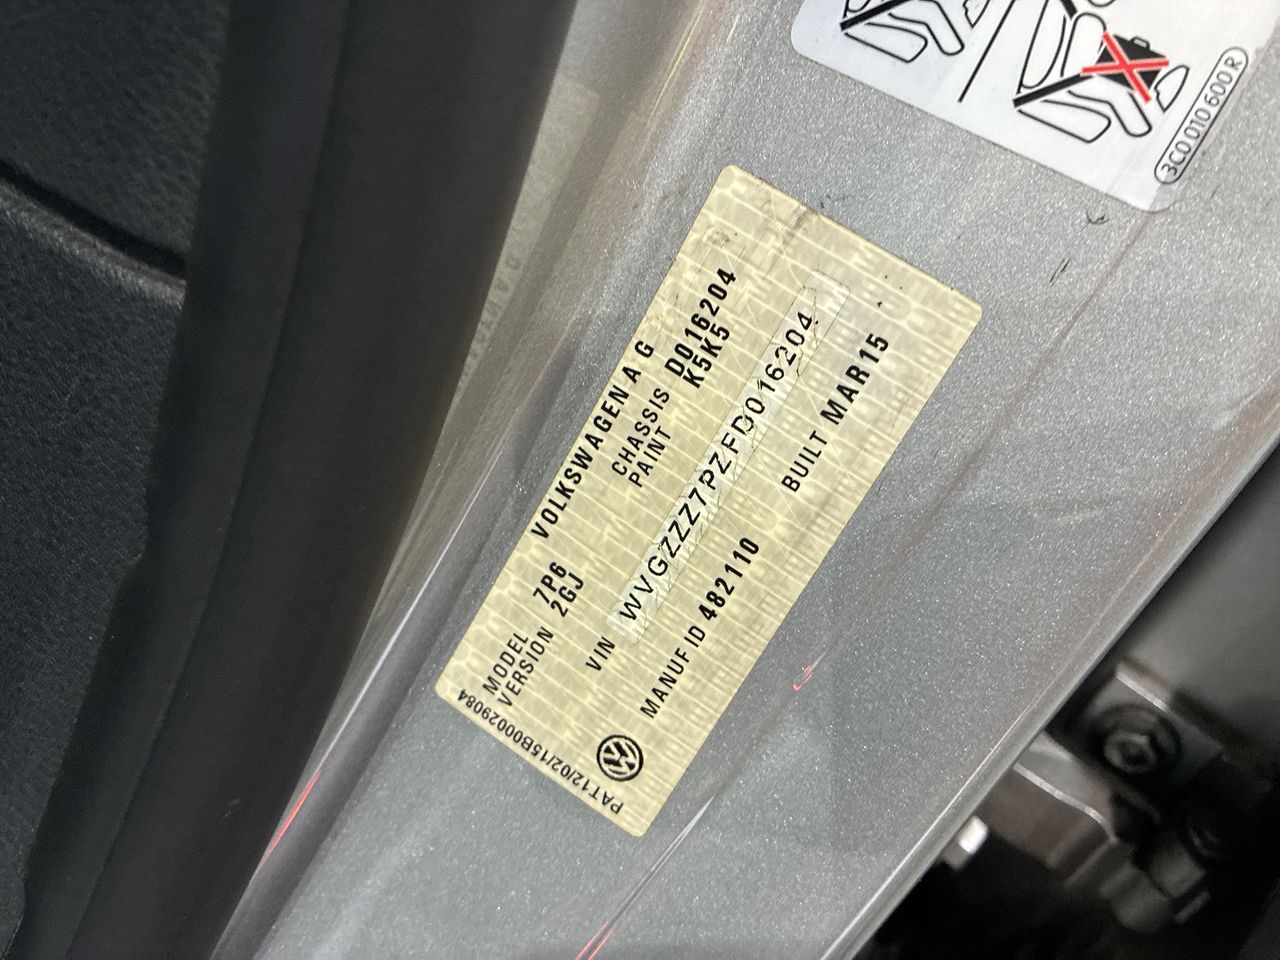 3C0 010 600 R
VOLKSWAGEN A G
MODEL 7P6 CHASSIS D016204
VERSION 2GJ PAINT K5K5
VIN WVGZZZ7PZFD016204
MANUF ID 482110 BUILT MAR15
PAT12/02/15B00029084